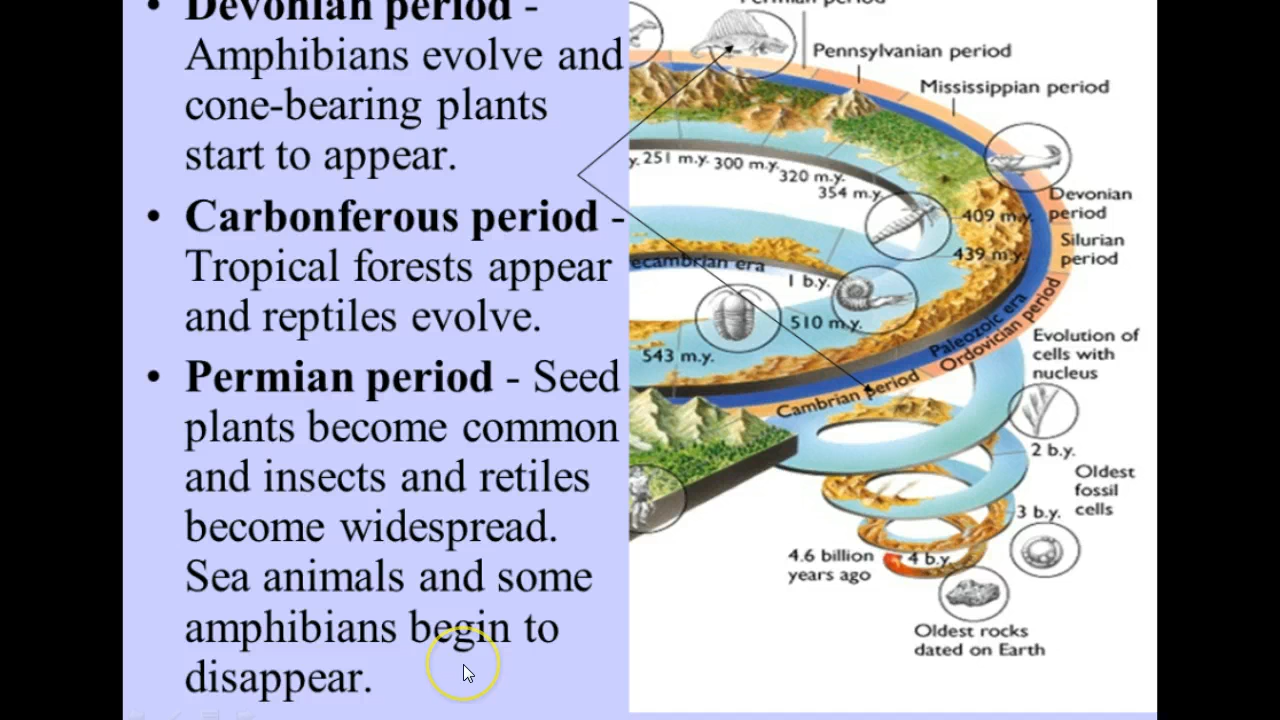 Devonian period -
Amphibians evolve and
cone-bearing plants
start to appear.
• Carbonferous period -
Tropical forests appear
and reptiles evolve.
• Permian period - Seed
plants become common
and insects and retiles
become widespread.
Sea animals and some
amphibians begin to
disappear.
Permian period
Pennsylvanian period
Mississippian period
y. 251 m.y. 300 m.y.
320 m.y.
354 m.y.
409 m.y.
Devonian
period
439 m.y.
Silurian
period
ecambrian era
1 b.y.
510 m.y.
543 m.y.
Paleozoic era
Ordovician period
Cambrian period
Evolution of
cells with
nucleus
2 b.y.
Oldest
fossil
cells
3 b.y.
4.6 billion
years ago
4 b.y.
Oldest rocks
dated on Earth